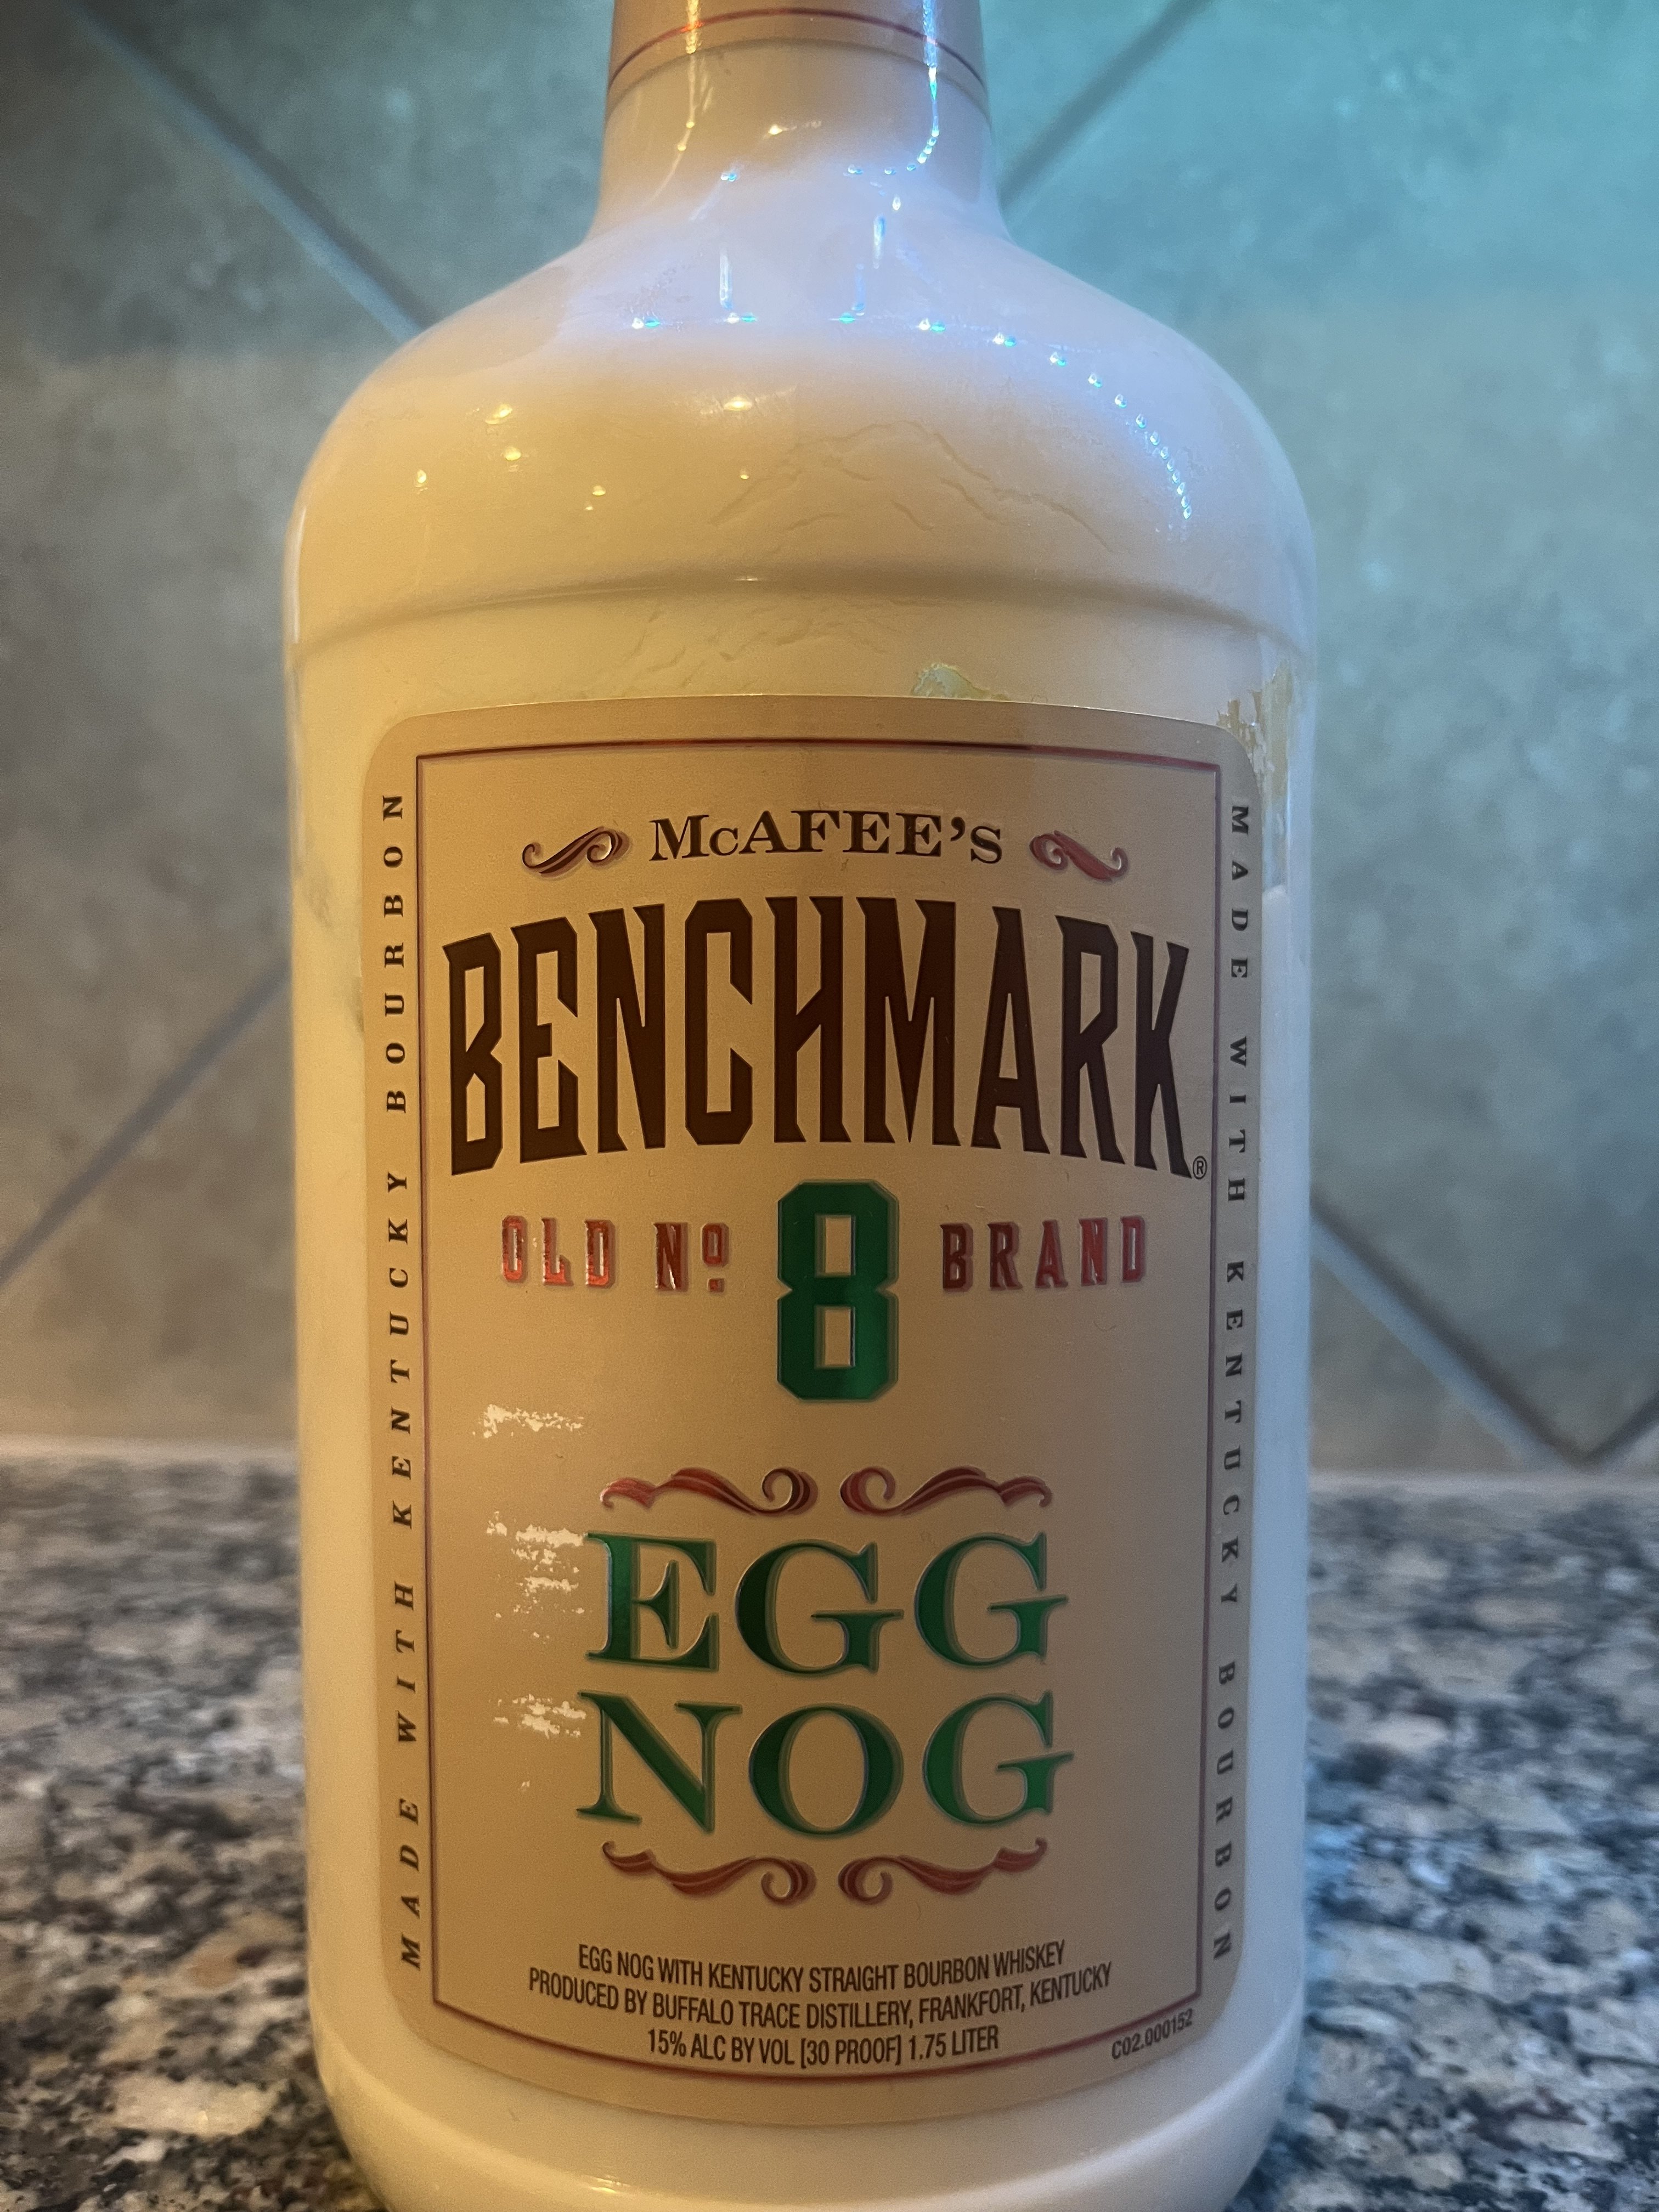 McAFEE'S
BENCHMARK®
OLD Nº 8 BRAND
EGG
NOG
EGG NOG WITH KENTUCKY STRAIGHT BOURBON WHISKEY
PRODUCED BY BUFFALO TRACE DISTILLERY, FRANKFORT, KENTUCKY
15% ALC BY VOL [30 PROOF] 1.75 LITER
C02.000152
MADE WITH KENTUCKY BOURBON
MADE WITH KENTUCKY BOURBON